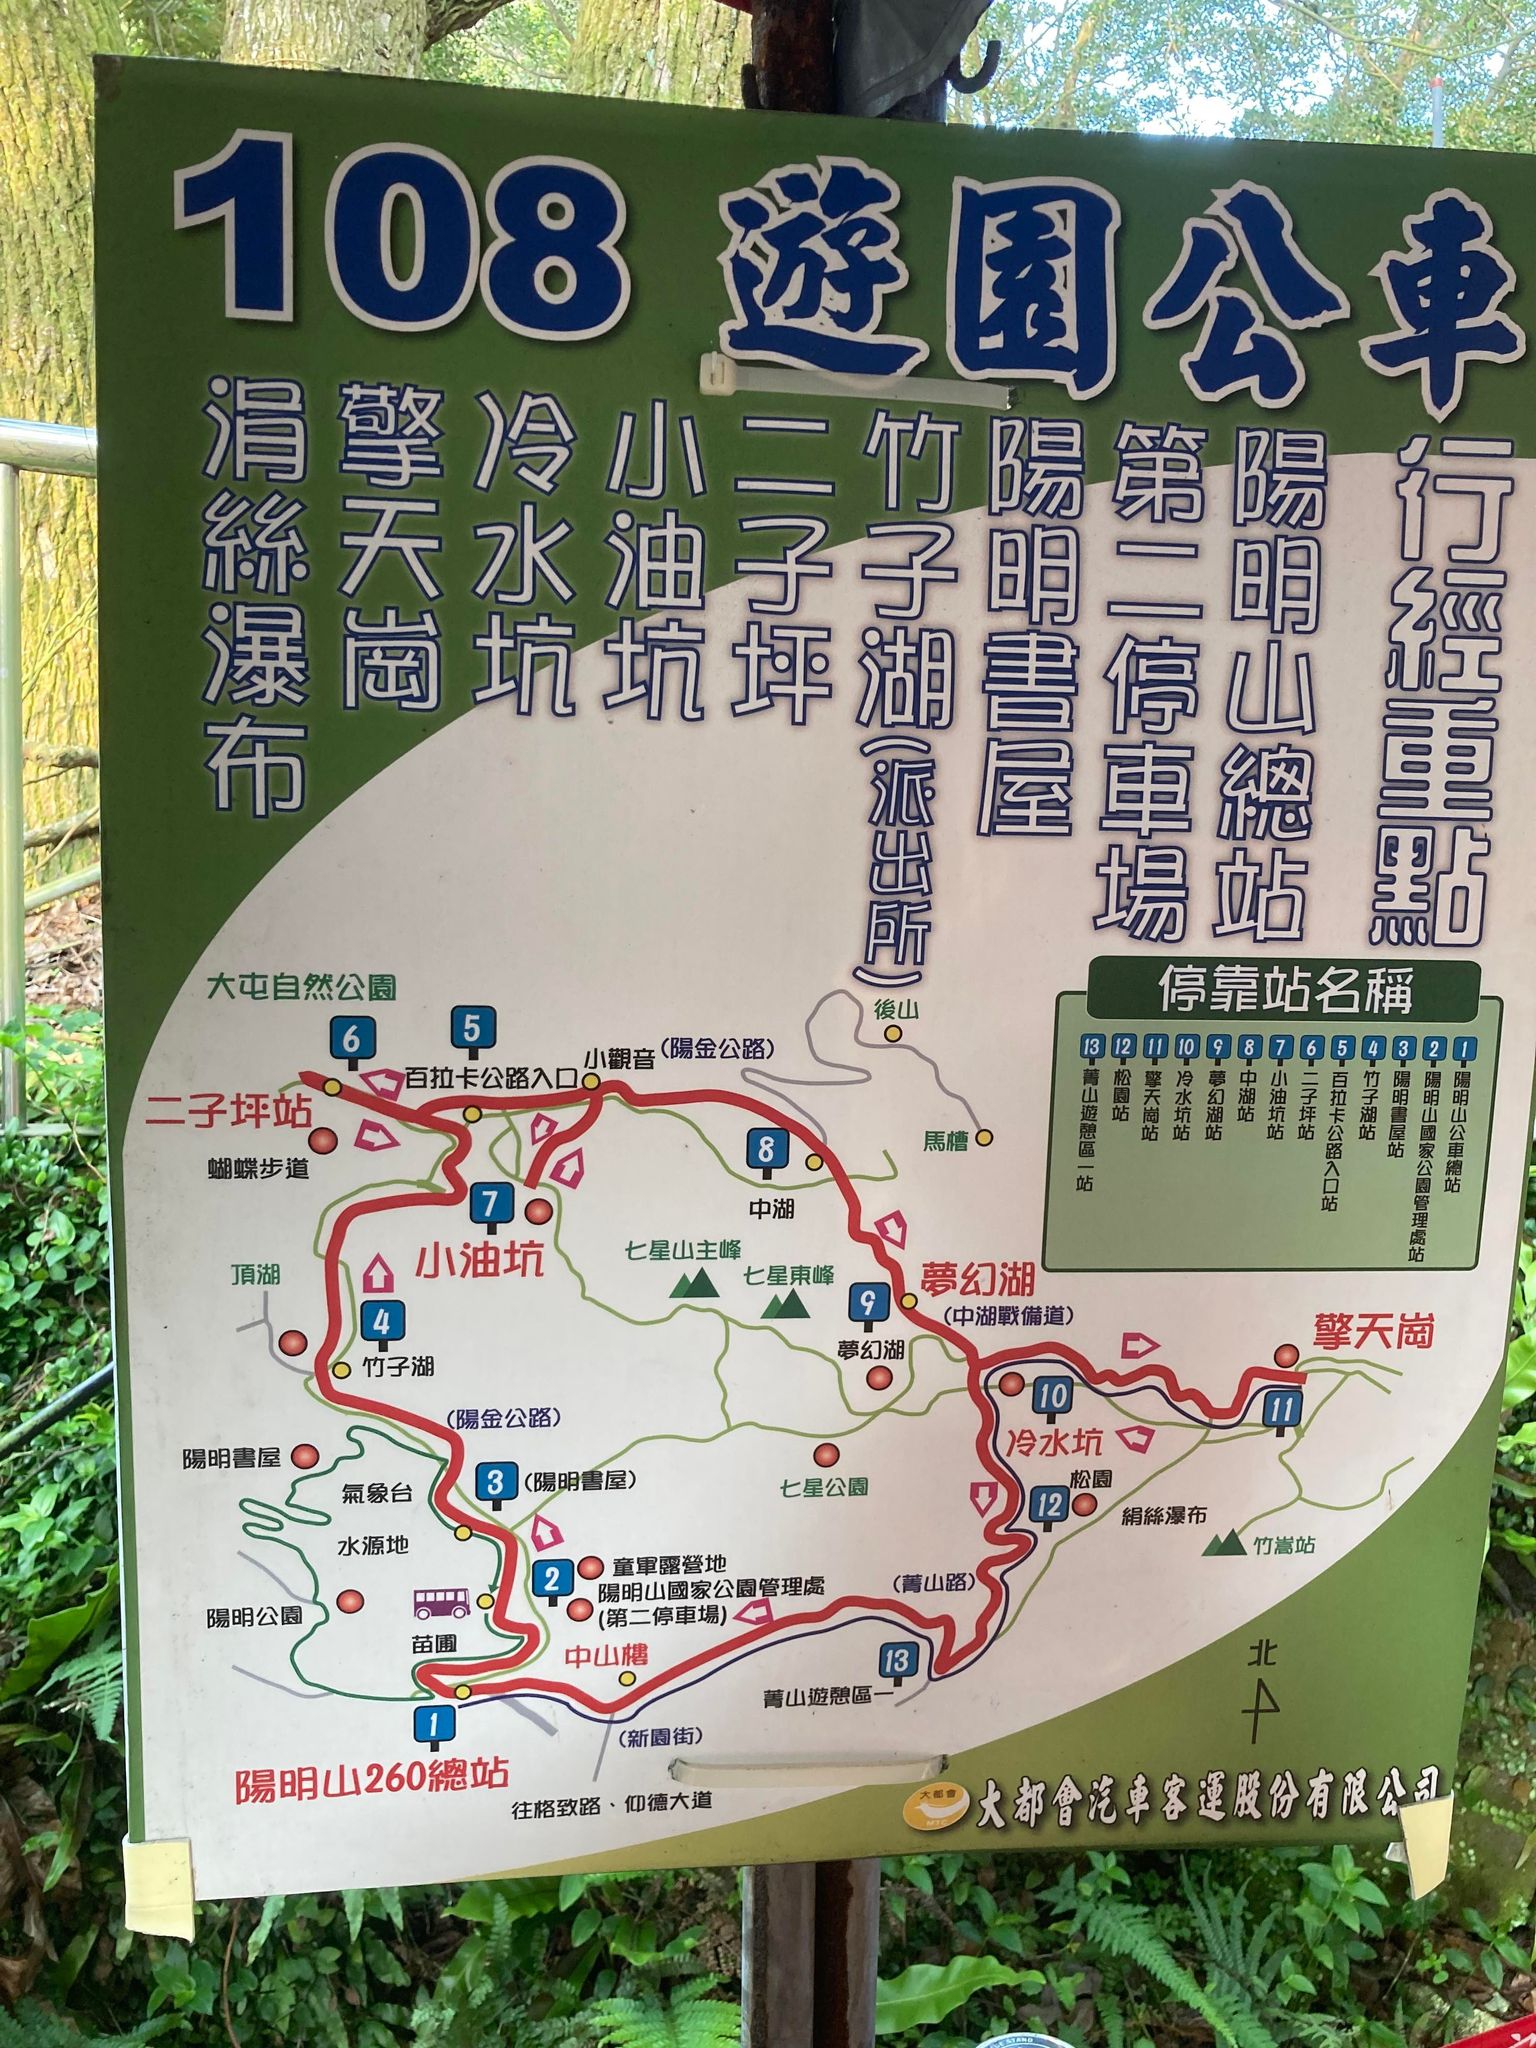 108 遊園公車
行經重點
陽明山總站
第二停車場
陽明書屋
竹子湖(派出所)
二子坪
小油坑
冷水坑
擎天崗
涓絲瀑布
停靠站名稱
1 陽明山公車總站
2 陽明山國家公園管理處站
3 陽明書屋站
4 竹子湖站
5 百拉卡公路入口站
6 二子坪站
7 小油坑站
8 中湖站
9 夢幻湖站
10 冷水坑站
11 擎天崗站
12 松園站
13 菁山遊憩區一站
大屯自然公園
6
5
百拉卡公路入口
小觀音
(陽金公路)
後山
二子坪站
蝴蝶步道
馬槽
8
中湖
7
小油坑
七星山主峰
七星東峰
頂湖
4
竹子湖
9
夢幻湖
夢幻湖
(中湖戰備道)
擎天崗
11
10
冷水坑
(陽金公路)
陽明書屋
氣象台
3
(陽明書屋)
七星公園
12
松園
絹絲瀑布
竹嵩站
水源地
2
童軍露營地
陽明山國家公園管理處
(第二停車場)
(菁山路)
陽明公園
苗圃
中山樓
13
菁山遊憩區一
北
1
(新園街)
陽明山260總站
往格致路、仰德大道
大都會
MTC
大都會汽車客運股份有限公司